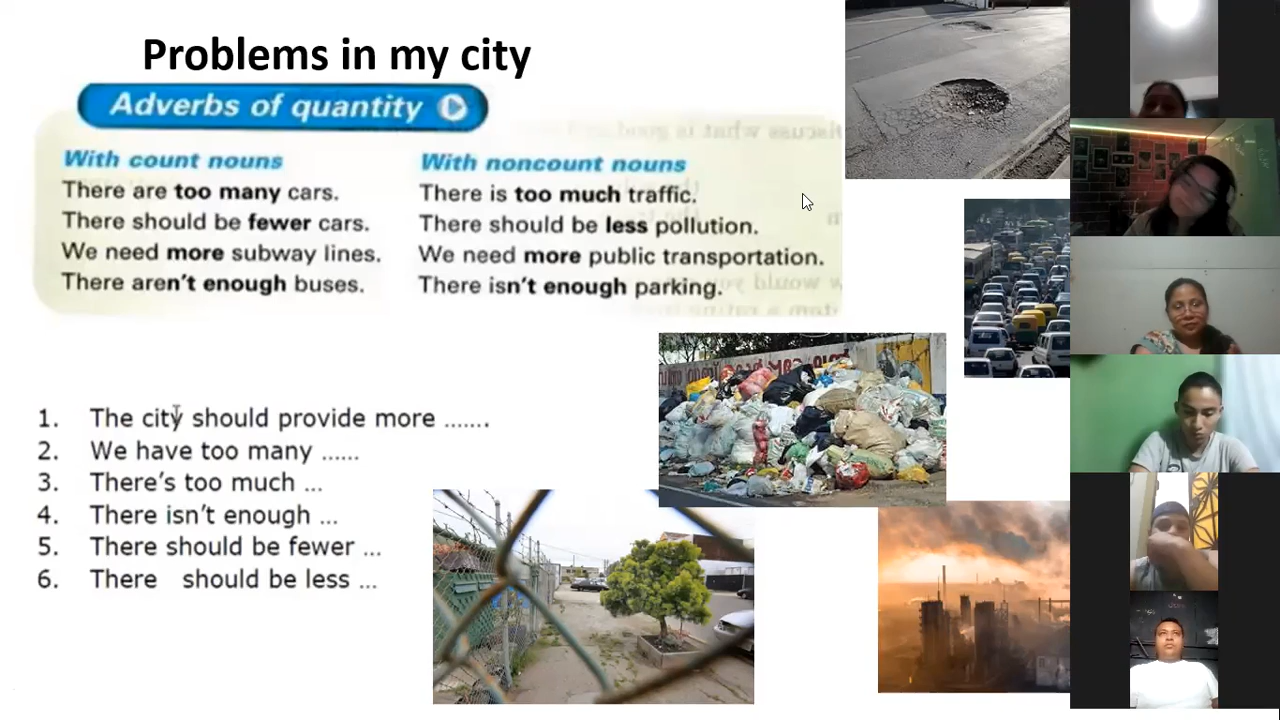 Problems in my city
Adverbs of quantity
With count nouns
There are too many cars.
There should be fewer cars.
We need more subway lines.
There aren't enough buses.
With noncount nouns
There is too much traffic.
There should be less pollution.
We need more public transportation.
There isn't enough parking.
1. The city should provide more .......
2. We have too many ......
3. There's too much ...
4. There isn't enough ...
5. There should be fewer ...
6. There should be less ...